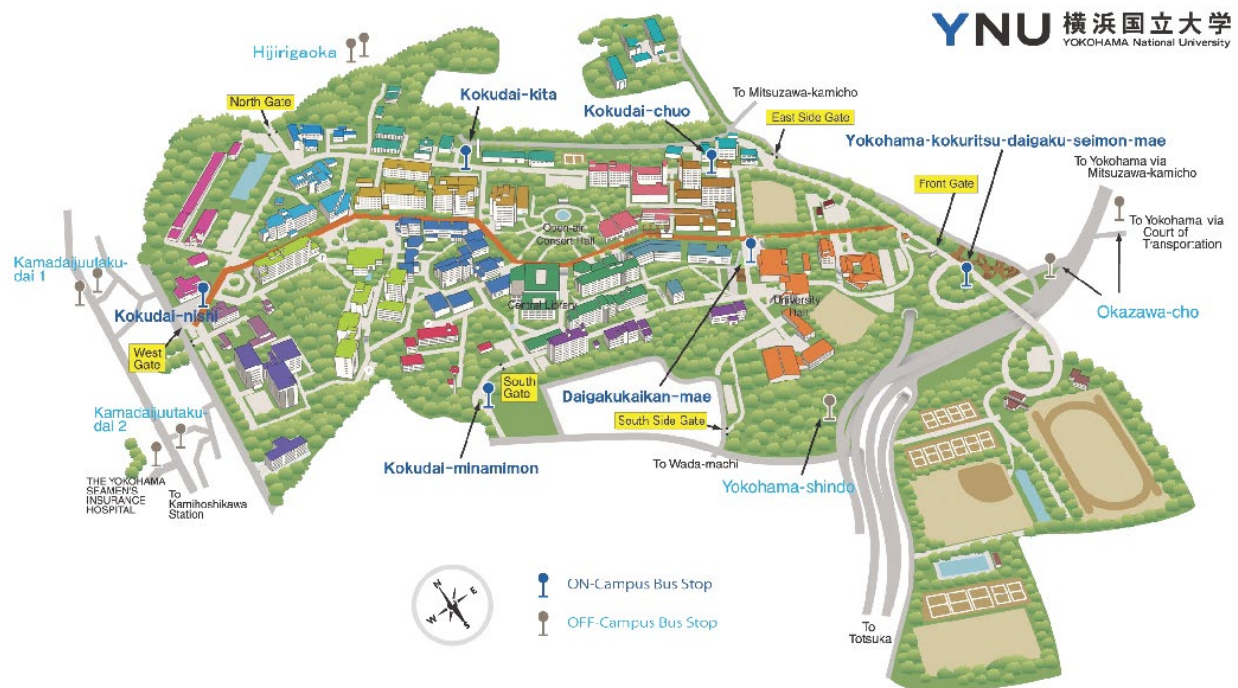 YNU 横浜国立大学
YOKOHAMA National University
Hijirigaoka
North Gate
Kokudai-kita
Kokudai-chuo
To Mitsuzawa-kamicho
East Side Gate
Yokohama-kokuritsu-daigaku-seimon-mae
To Yokohama via
Mitsuzawa-kamicho
Front Gate
To Yokohama via
Court of
Transportation
Open-air
Consert Hall
Kamadaijuutaku-
dai 1
Kokudai-nishi
West
Gate
Central Library
University
Hall
Okazawa-cho
South
Gate
Daigakukaikan-mae
South Side Gate
Kamadaijuutaku-
dai 2
Kokudai-minamimon
To Wada-machi
Yokohama-shindo
THE YOKOHAMA
SEAMEN'S
INSURANCE
HOSPITAL
To
Kamihoshikawa
Station
N
E
W
S
ON-Campus Bus Stop
OFF-Campus Bus Stop
To
Totsuka